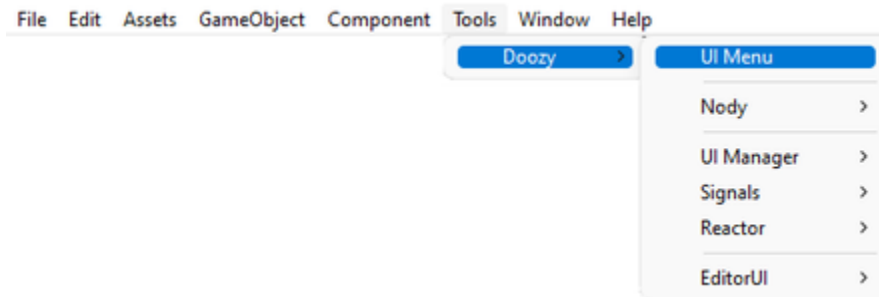 File Edit Assets GameObject Component Tools Window Help
Doozy UI Menu
Nody
UI Manager
Signals
Reactor
EditorUI